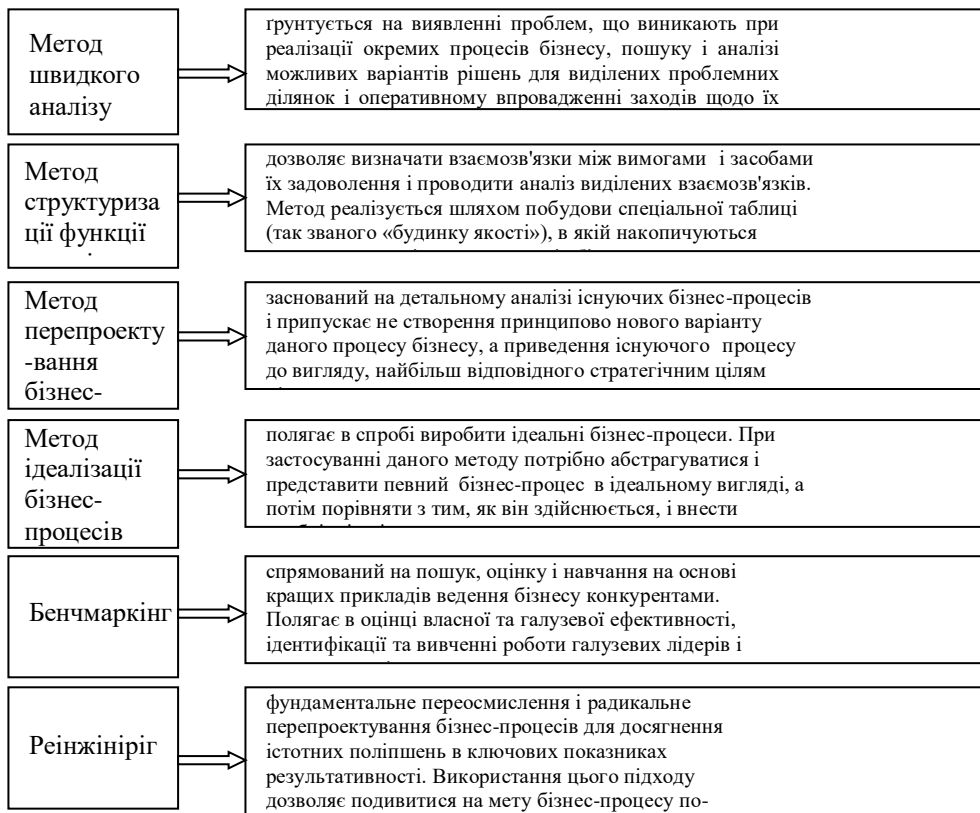 Метод
швидкого
аналізу
ґрунтується на виявленні проблем, що виникають при
реалізації окремих процесів бізнесу, пошуку і аналізі
можливих варіантів рішень для виділених проблемних
ділянок і оперативному впровадженні заходів щодо їх
Метод
структуриза
ції функції
дозволяє визначати взаємозв'язки між вимогами і засобами
їх задоволення і проводити аналіз виділених взаємозв'язків.
Метод реалізується шляхом побудови спеціальної таблиці
(так званого «будинку якості»), в якій накопичуються
Метод
перепроекту
-вання
бізнес-
заснований на детальному аналізі існуючих бізнес-процесів
і припускає не створення принципово нового варіанту
даного процесу бізнесу, а приведення існуючого процесу
до вигляду, найбільш відповідного стратегічним цілям
Метод
ідеалізації
бізнес-
процесів
полягає в спробі виробити ідеальні бізнес-процеси. При
застосуванні даного методу потрібно абстрагуватися і
представити певний бізнес-процес в ідеальному вигляді, а
потім порівняти з тим, як він здійснюється, і внести
Бенчмаркінг
спрямований на пошук, оцінку і навчання на основі
кращих прикладів ведення бізнесу конкурентами.
Полягає в оцінці власної та галузевої ефективності,
ідентифікації та вивченні роботи галузевих лідерів і
Реінжініріг
фундаментальне переосмислення і радикальне
перепроектування бізнес-процесів для досягнення
істотних поліпшень в ключових показниках
результативності. Використання цього підходу
дозволяє подивитися на мету бізнес-процесу по-